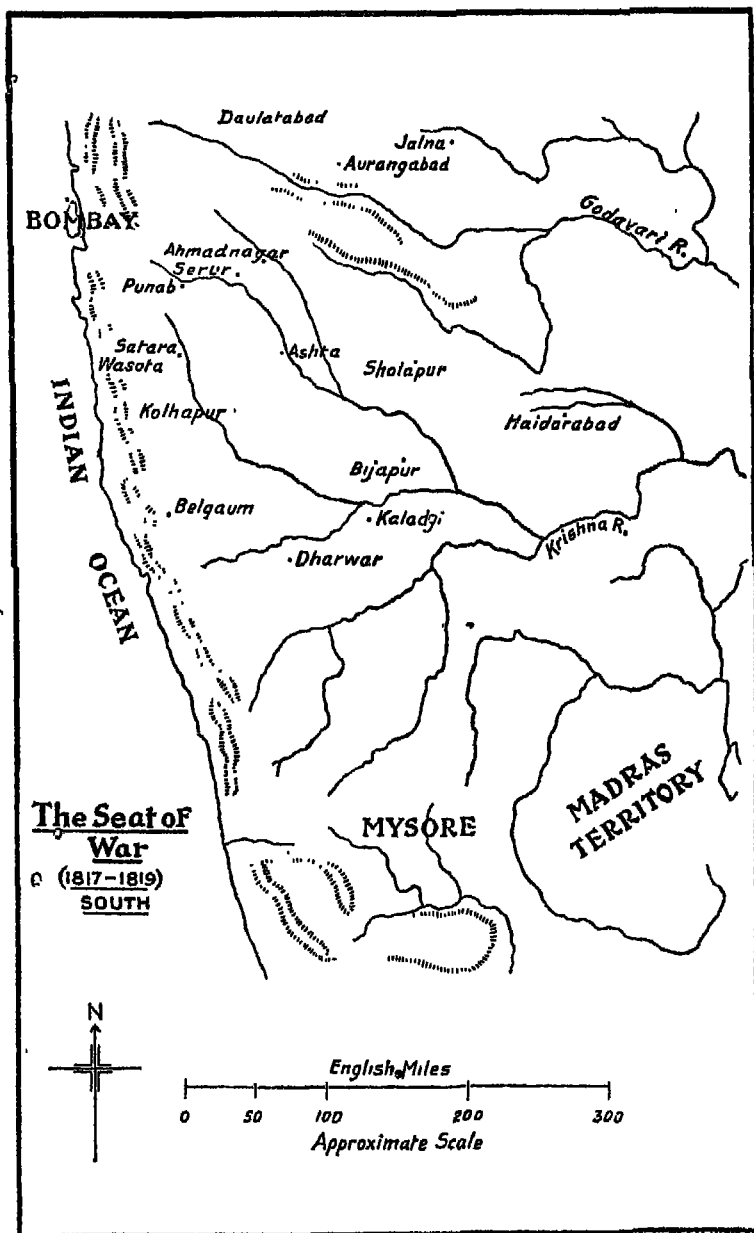 Daulatabad
Jalna
Aurangabad
BOMBAY
Godavari R.
Ahmadnagar
Serur
Punab
Satara
Wasota
Ashta
Sholapur
Kolhapur
Haidarabad
INDIAN
OCEAN
Bijapur
Belgaum
Kaladgi
Krishna R.
Dharwar
MADRAS
TERRITORY
MYSORE
The Seat of
War
(1817-1819)
SOUTH
N
English Miles
0 50 100 200 300
Approximate Scale